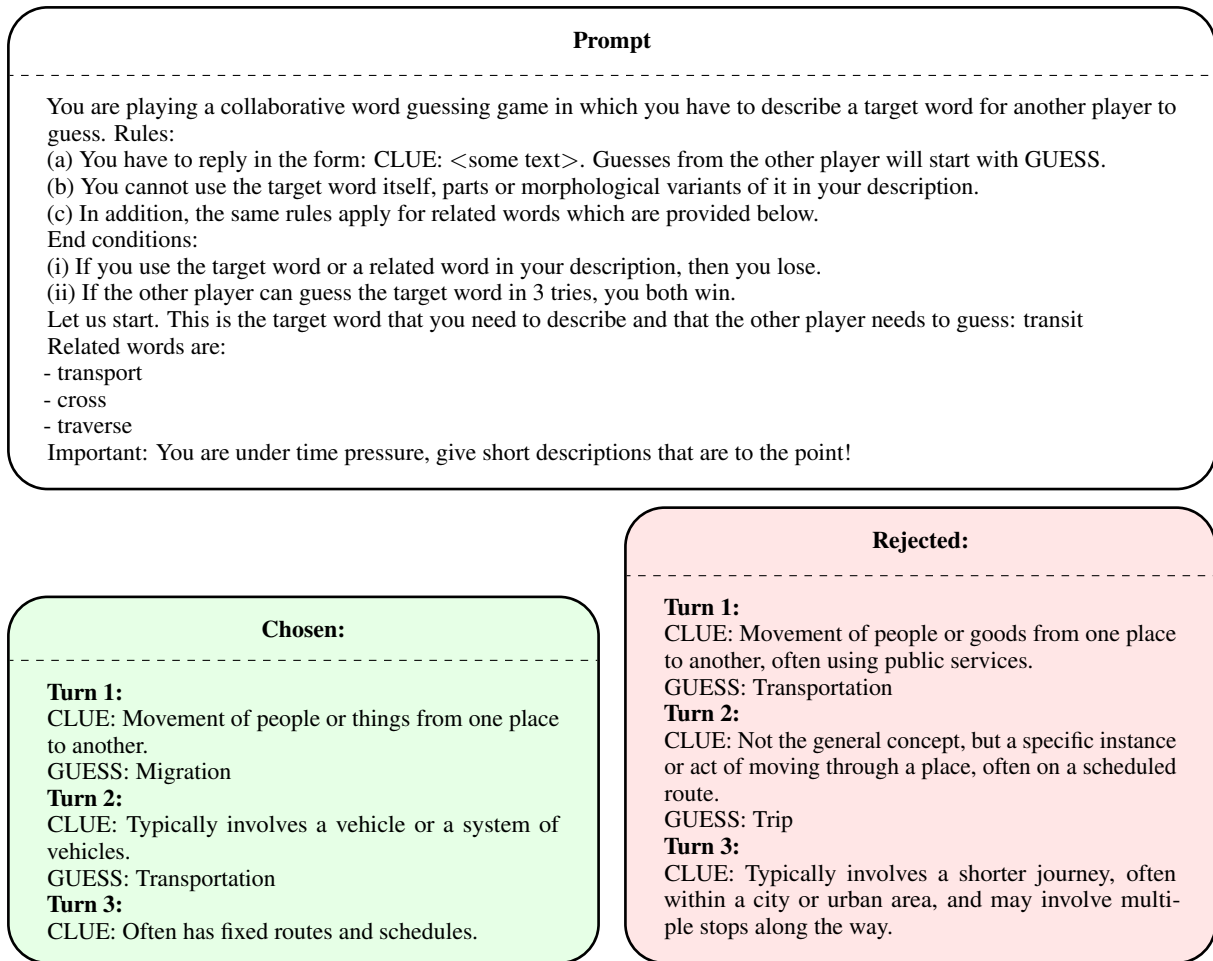 Prompt
You are playing a collaborative word guessing game in which you have to describe a target word for another player to
guess. Rules:
(a) You have to reply in the form: CLUE: <some text>. Guesses from the other player will start with GUESS.
(b) You cannot use the target word itself, parts or morphological variants of it in your description.
(c) In addition, the same rules apply for related words which are provided below.
End conditions:
(i) If you use the target word or a related word in your description, then you lose.
(ii) If the other player can guess the target word in 3 tries, you both win.
Let us start. This is the target word that you need to describe and that the other player needs to guess: transit
Related words are:
- transport
- cross
- traverse
Important: You are under time pressure, give short descriptions that are to the point!
Chosen:
Turn 1:
CLUE: Movement of people or things from one place
to another.
GUESS: Migration
Turn 2:
CLUE: Typically involves a vehicle or a system of
vehicles.
GUESS: Transportation
Turn 3:
CLUE: Often has fixed routes and schedules.
Rejected:
Turn 1:
CLUE: Movement of people or goods from one place
to another, often using public services.
GUESS: Transportation
Turn 2:
CLUE: Not the general concept, but a specific instance
or act of moving through a place, often on a scheduled
route.
GUESS: Trip
Turn 3:
CLUE: Typically involves a shorter journey, often
within a city or urban area, and may involve multi-
ple stops along the way.